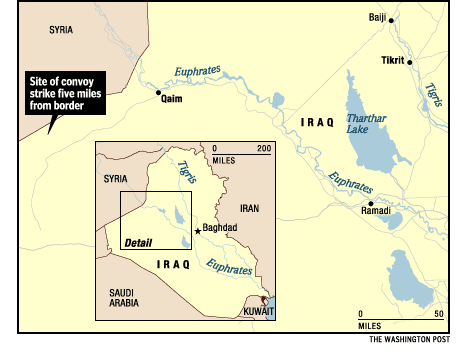 SYRIA
Baiji
Tikrit
Tigris
Euphrates
Qaim
Site of convoy
strike five miles
from border
IRAQ
Tharthar
Lake
Euphrates
Ramadi
0 200
MILES
Tigris
SYRIA
IRAN
Baghdad
Detail
IRAQ
Euphrates
SAUDI
ARABIA
KUWAIT
0 50
MILES
THE WASHINGTON POST